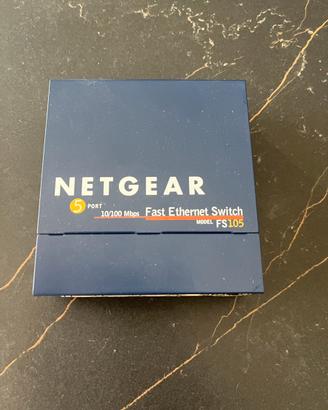 NETGEAR
5 PORT
10/100 Mbps Fast Ethernet Switch
MODEL FS105